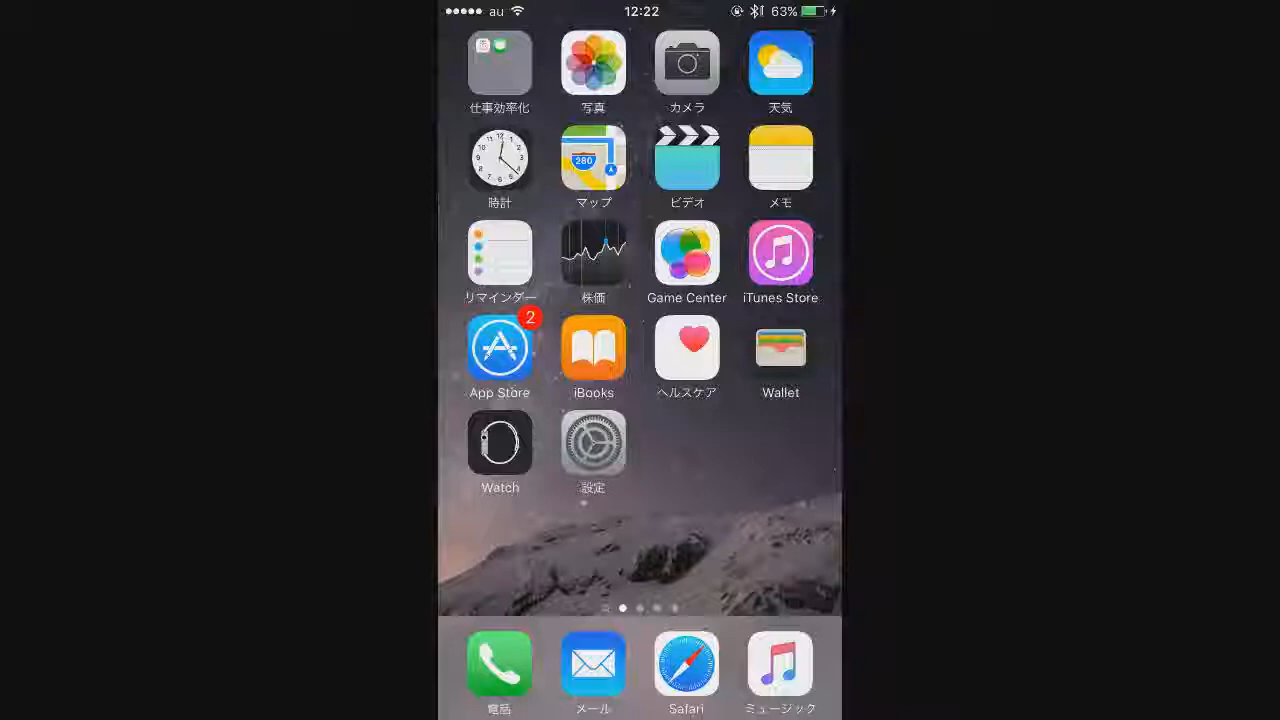 au 12:22 63%
仕事効率化 写真 カメラ 天気
280
時計 マップ ビデオ メモ
リマインダー 株価 Game Center iTunes Store
2
App Store iBooks ヘルスケア Wallet
Watch 設定
電話 メール Safari ミュージック